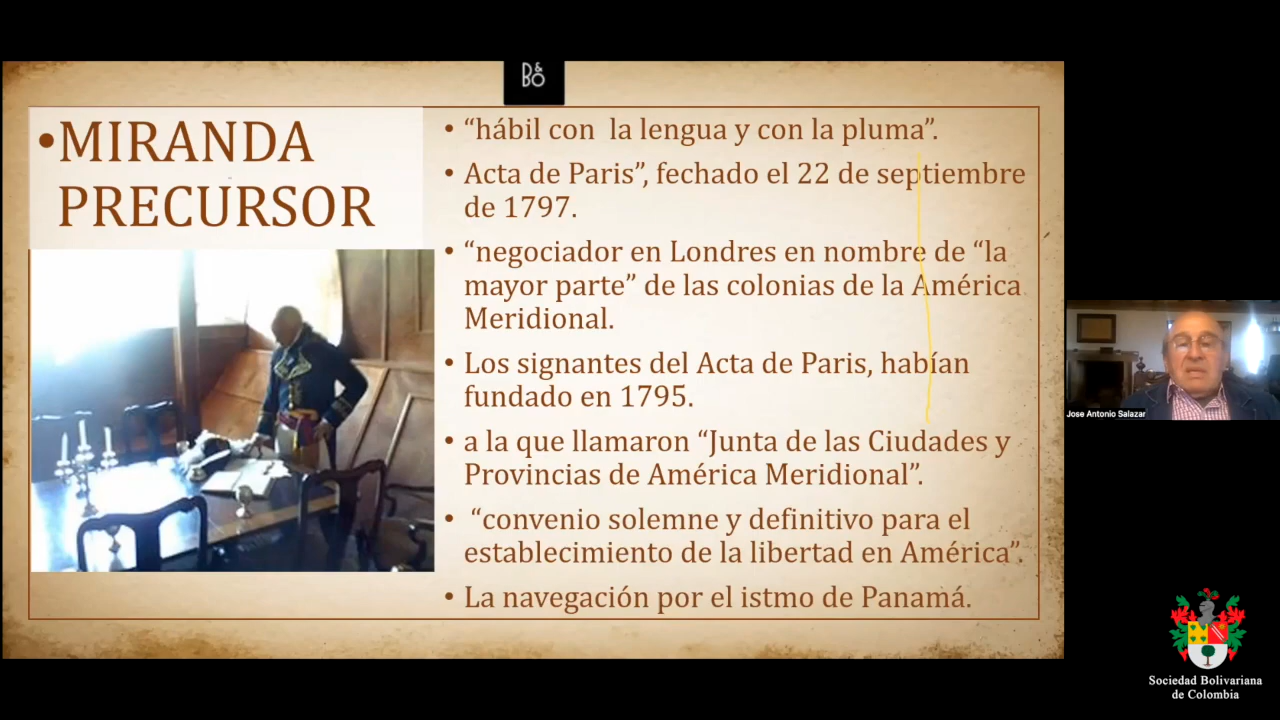 B&O
•MIRANDA
PRECURSOR
• “hábil con la lengua y con la pluma”.
• Acta de Paris”, fechado el 22 de septiembre
de 1797.
• “negociador en Londres en nombre de “la
mayor parte” de las colonias de la América
Meridional.
• Los signantes del Acta de Paris, habían
fundado en 1795.
• a la que llamaron “Junta de las Ciudades y
Provincias de América Meridional”.
• “convenio solemne y definitivo para el
establecimiento de la libertad en América”.
• La navegación por el istmo de Panamá.
Jose Antonio Salazar
Sociedad Bolivariana
de Colombia